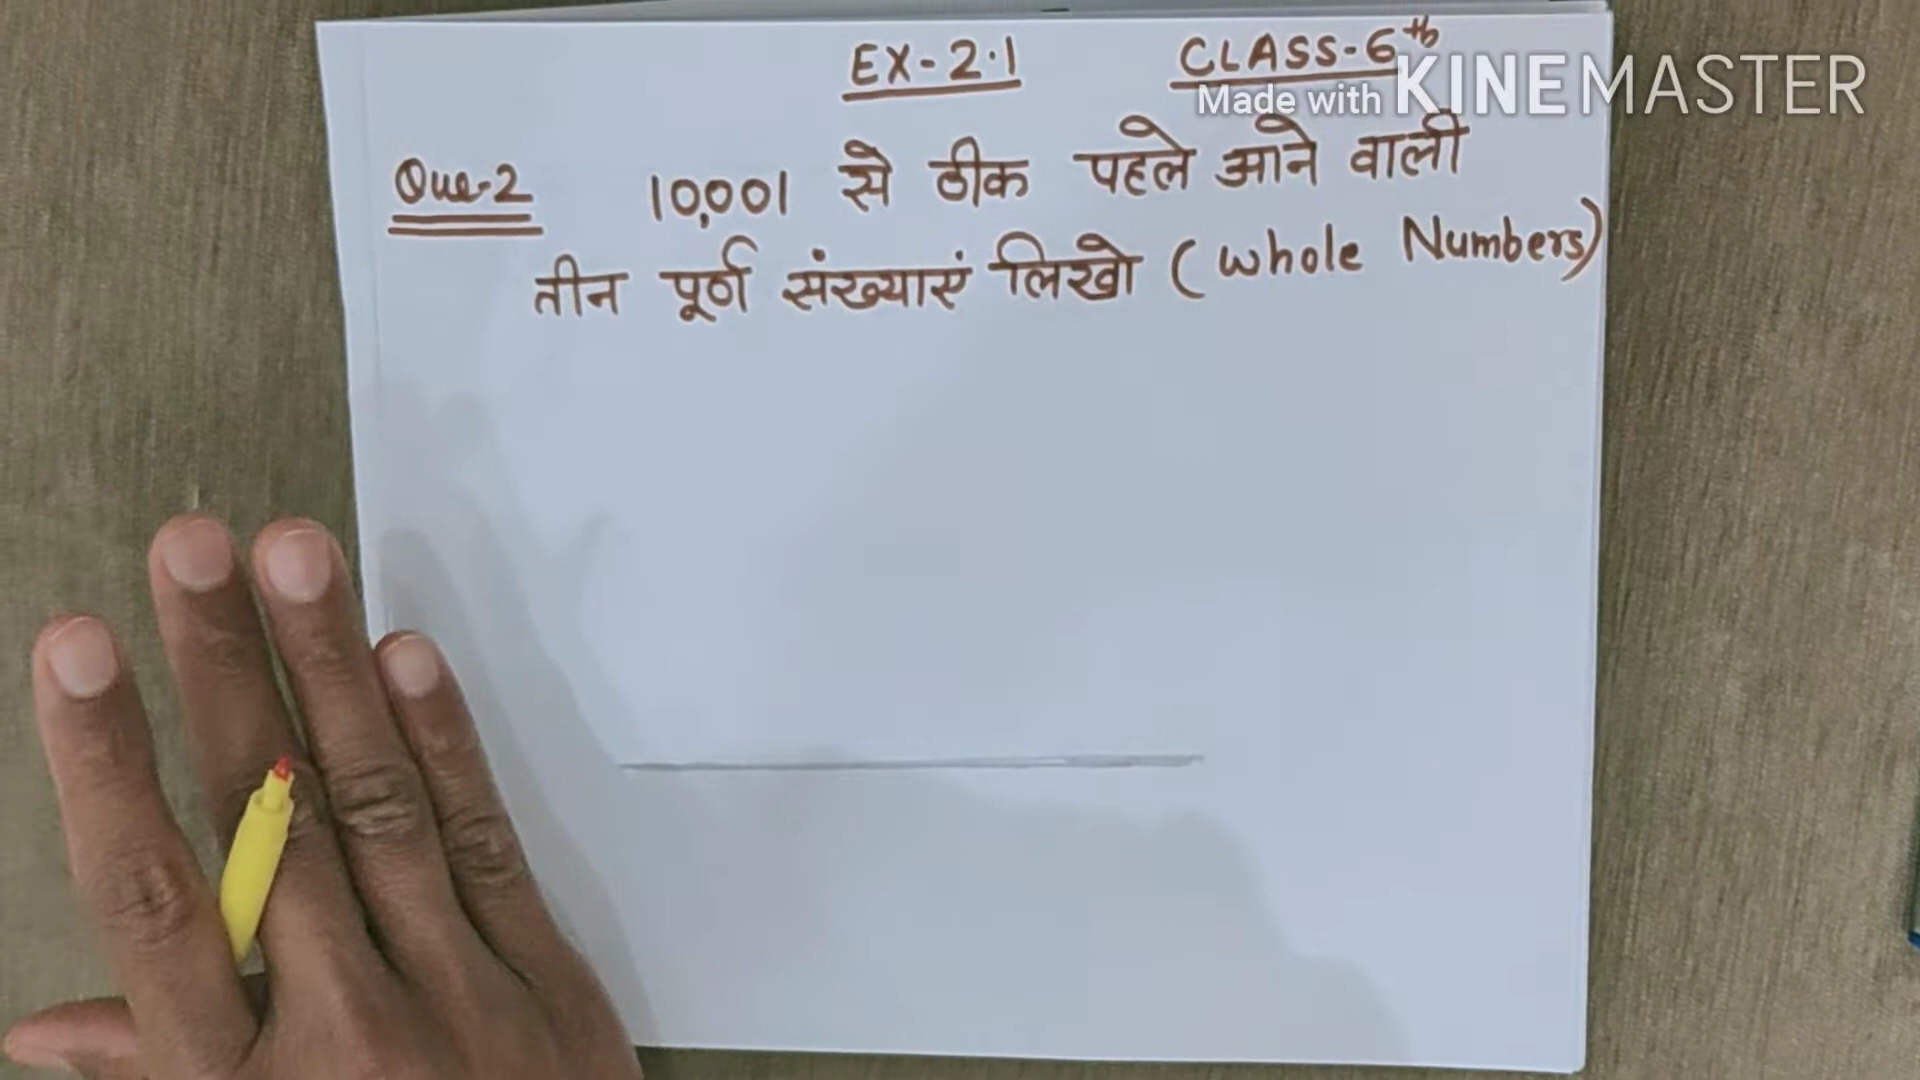 EX-2.1 CLASS-6th
Made with KINEMASTER
Que-2 10,001 से ठीक पहले आने वाली
तीन पूर्ण संख्याएं लिखो (Whole Numbers)